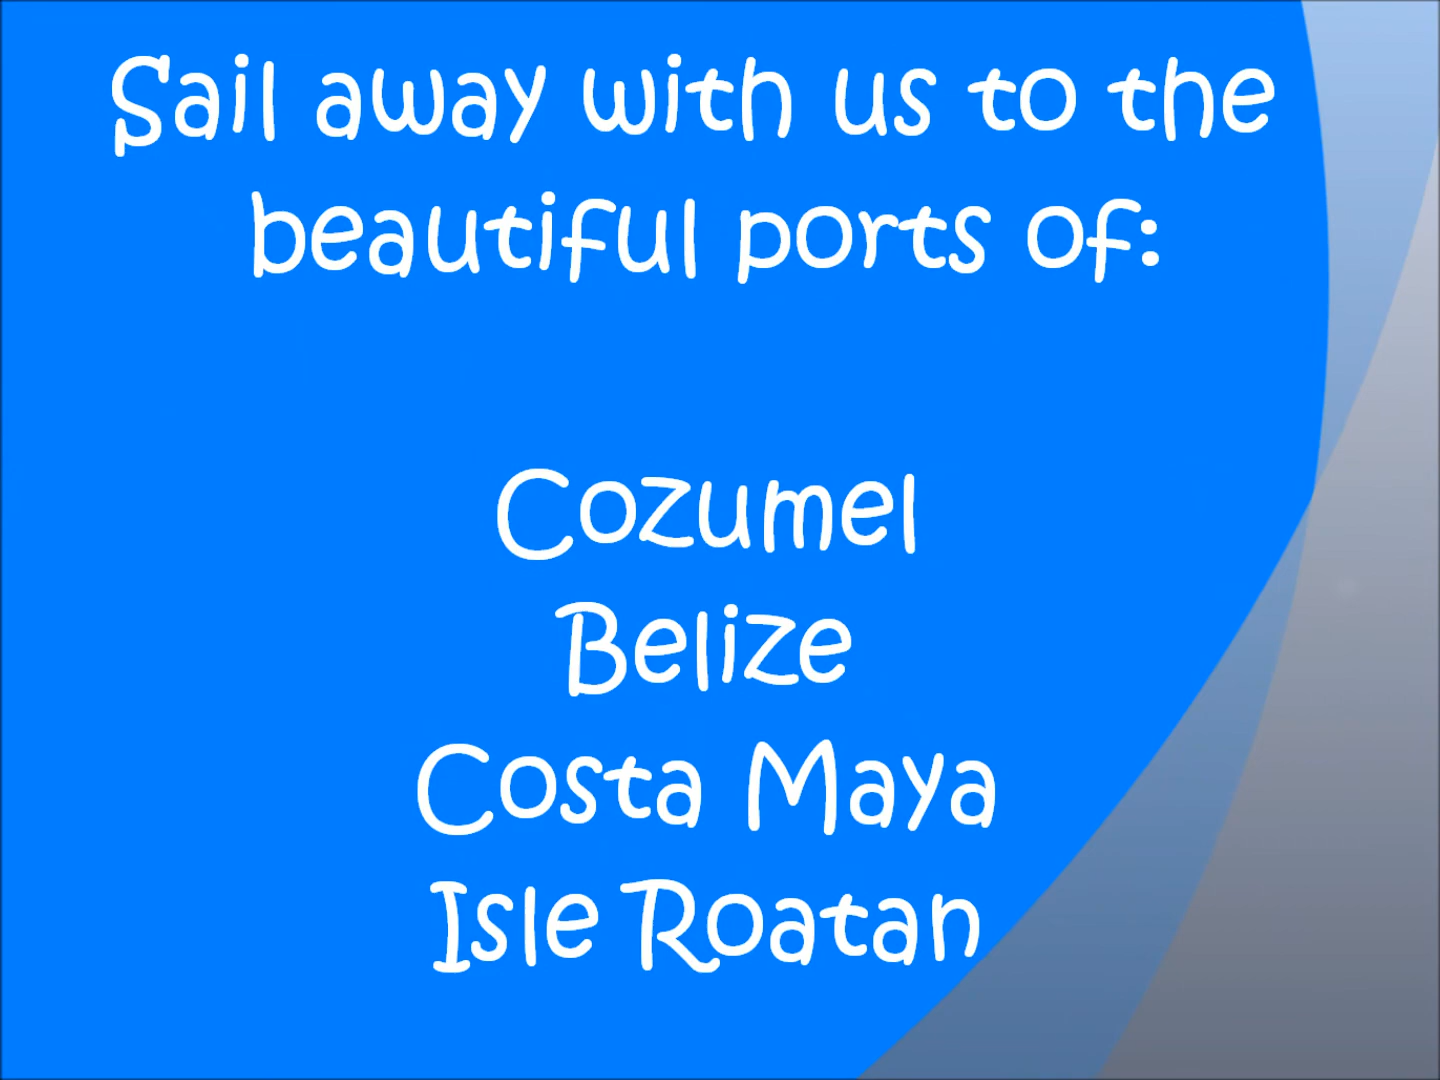 Sail away with us to the
beautiful ports of:
Cozumel
Belize
Costa Maya
Isle Roatan